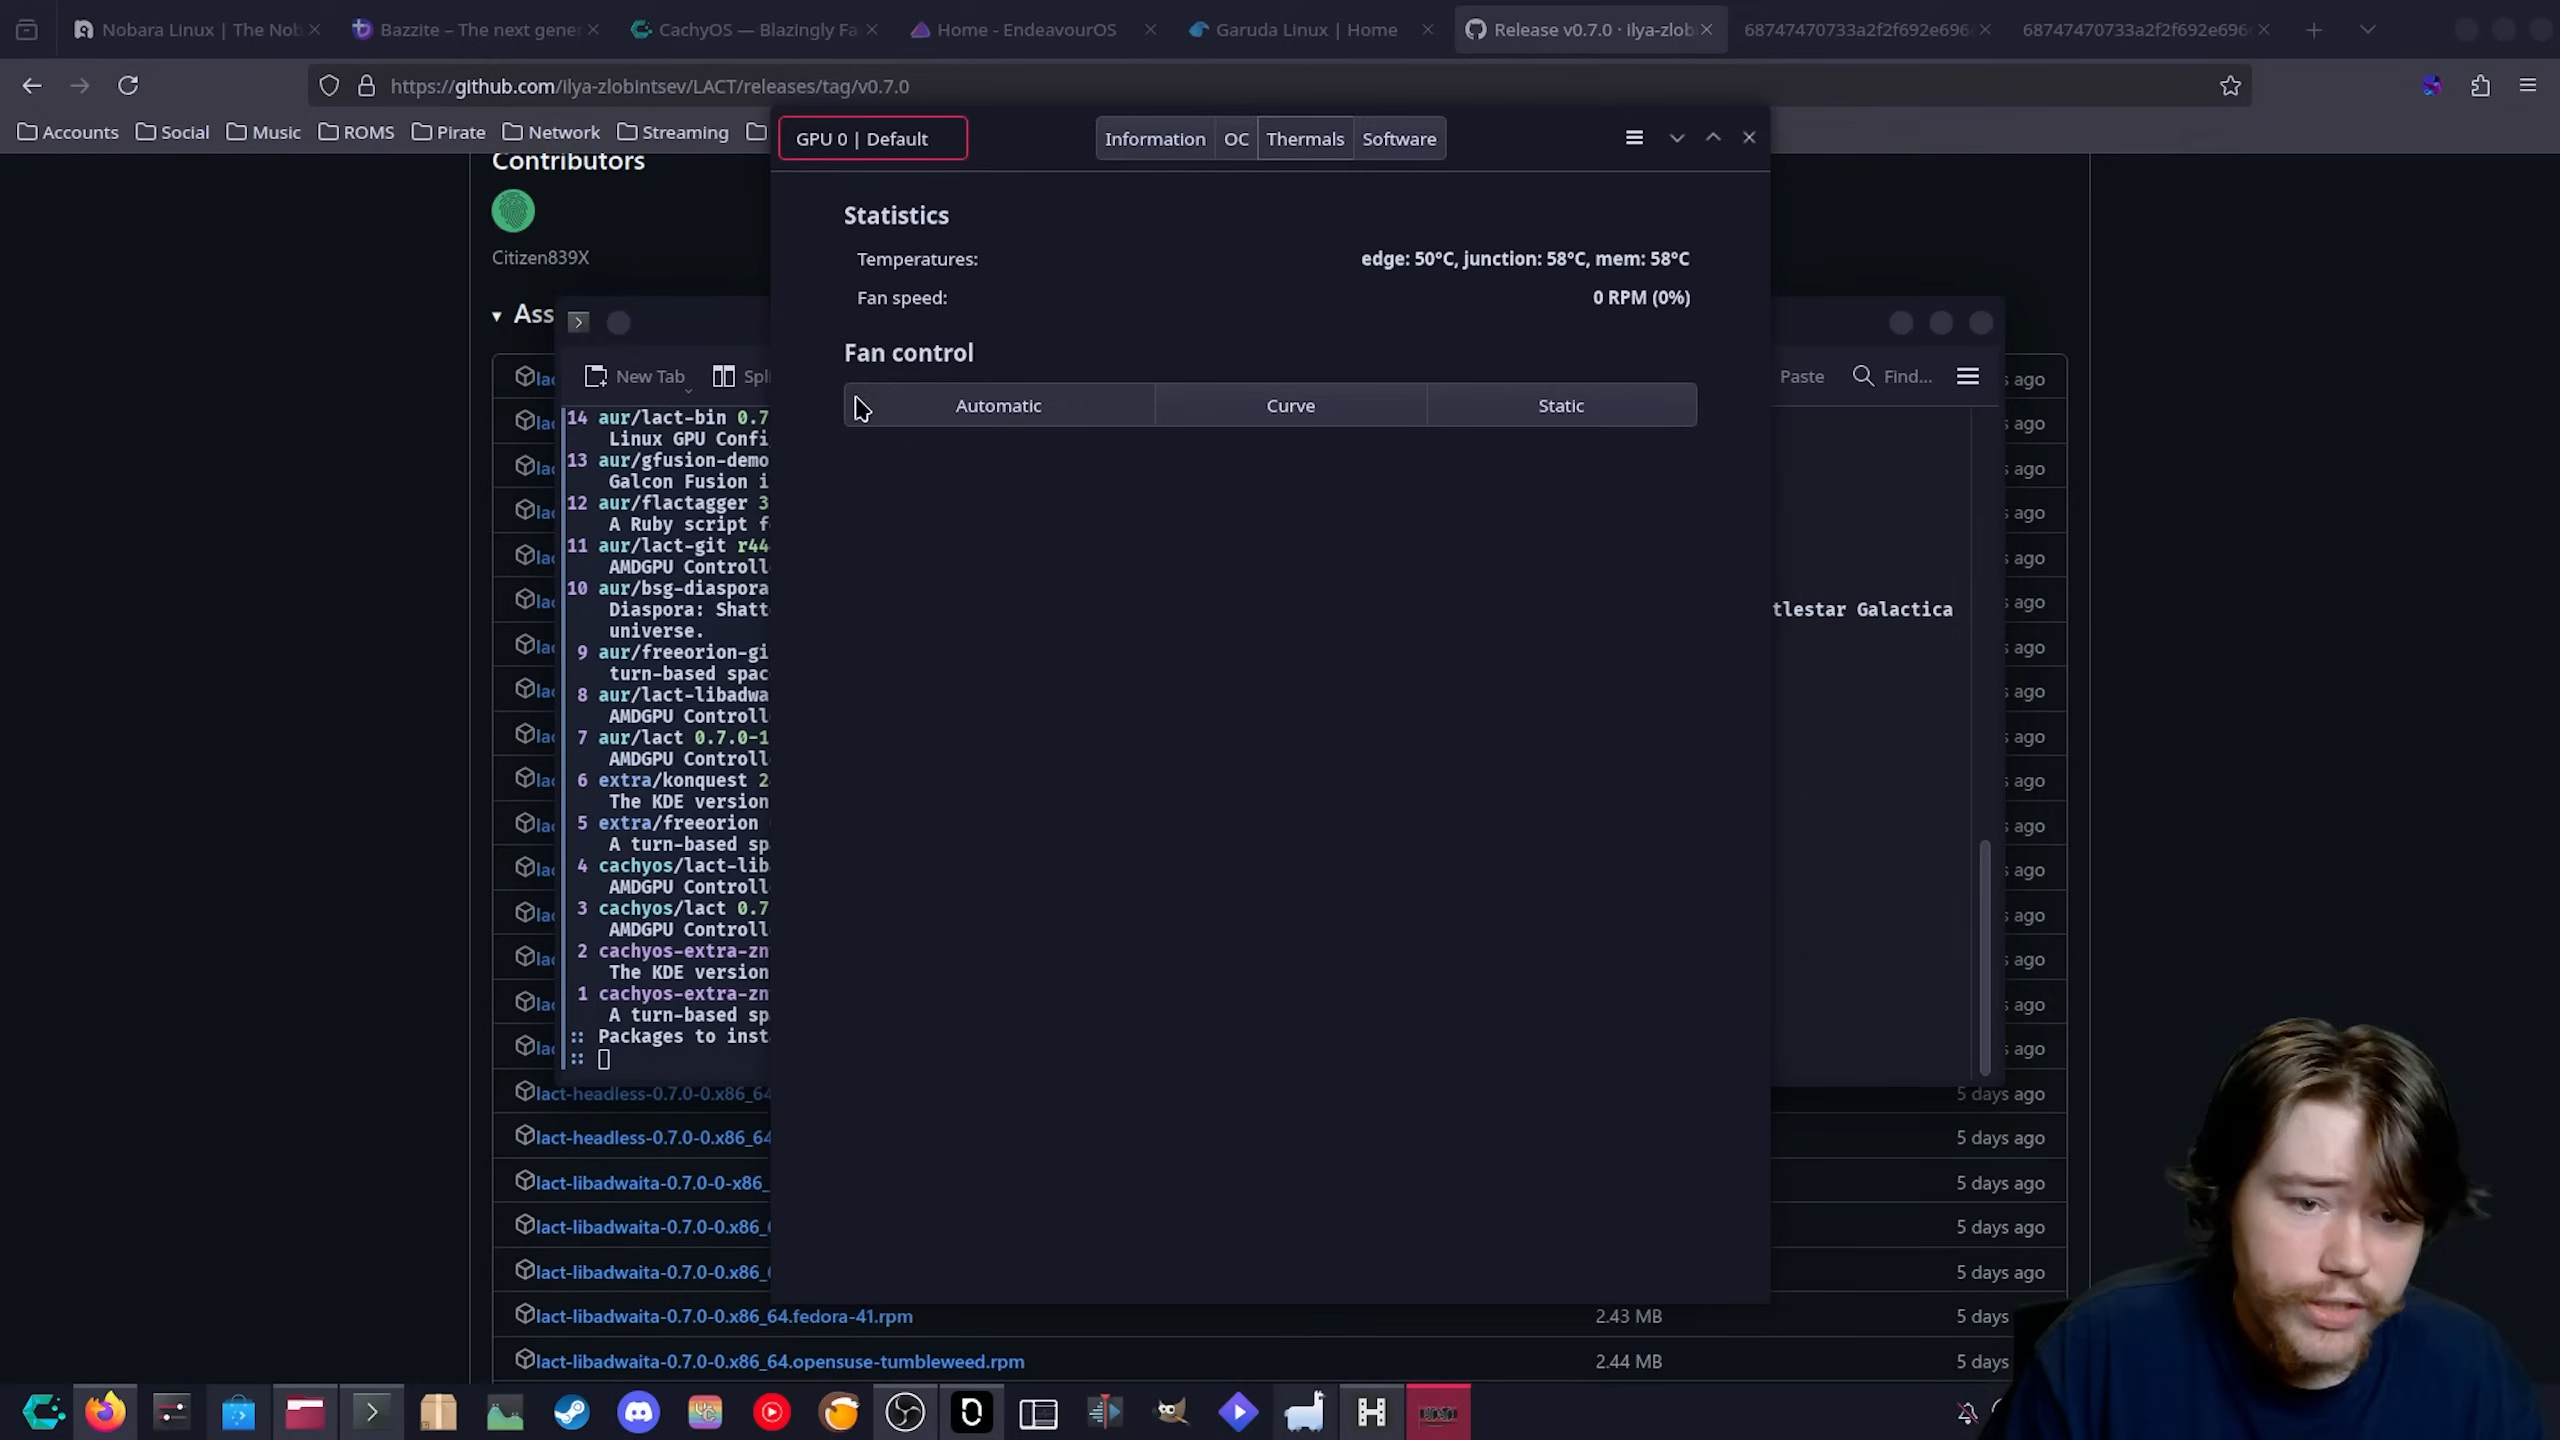 Nobara Linux | The Nob
Bazzite – The next gener
CachyOS — Blazingly Fa
Home - EndeavourOS
Garuda Linux | Home
Release v0.7.0 · Ilya-zlob
68747470733a2f2f692e696
68747470733a2f2f692e696
https://github.com/ilya-zlobintsev/LACT/releases/tag/v0.7.0
Accounts
Social
Music
ROMS
Pirate
Network
Streaming
GPU 0 | Default
Information
OC
Thermals
Software
Contributors
Citizen839X
Ass
Statistics
Temperatures:
edge: 50°C, junction: 58°C, mem: 58°C
Fan speed:
0 RPM (0%)
Fan control
Automatic
Curve
Static
New Tab
Spli
Paste
Find...
14 aur/lact-bin 0.7
Linux GPU Confi
13 aur/gfusion-demo
Galcon Fusion i
12 aur/flactagger 3
A Ruby script f
11 aur/lact-git r44
AMDGPU Controll
10 aur/bsg-diaspora
Diaspora: Shatt
tlestar Galactica
universe.
9 aur/freeorion-gi
turn-based spac
8 aur/lact-libadwa
AMDGPU Controll
7 aur/lact 0.7.0-1
AMDGPU Controll
6 extra/konquest 2
The KDE version
5 extra/freeorion
A turn-based sp
4 cachyos/lact-lib
AMDGPU Controll
3 cachyos/lact 0.7
AMDGPU Controll
2 cachyos-extra-zn
The KDE version
1 cachyos-extra-zn
A turn-based sp
:: Packages to inst
::
lact-headless-0.7.0-0.x86_64
5 days ago
lact-headless-0.7.0-0.x86_64
5 days ago
lact-libadwaita-0.7.0-0-x86_
5 days ago
lact-libadwaita-0.7.0-0.x86_
5 days ago
lact-libadwaita-0.7.0-0.x86_
5 days ago
lact-libadwaita-0.7.0-0.x86_64.fedora-41.rpm
2.43 MB
5 days
lact-libadwaita-0.7.0-0.x86_64.opensuse-tumbleweed.rpm
2.44 MB
5 days